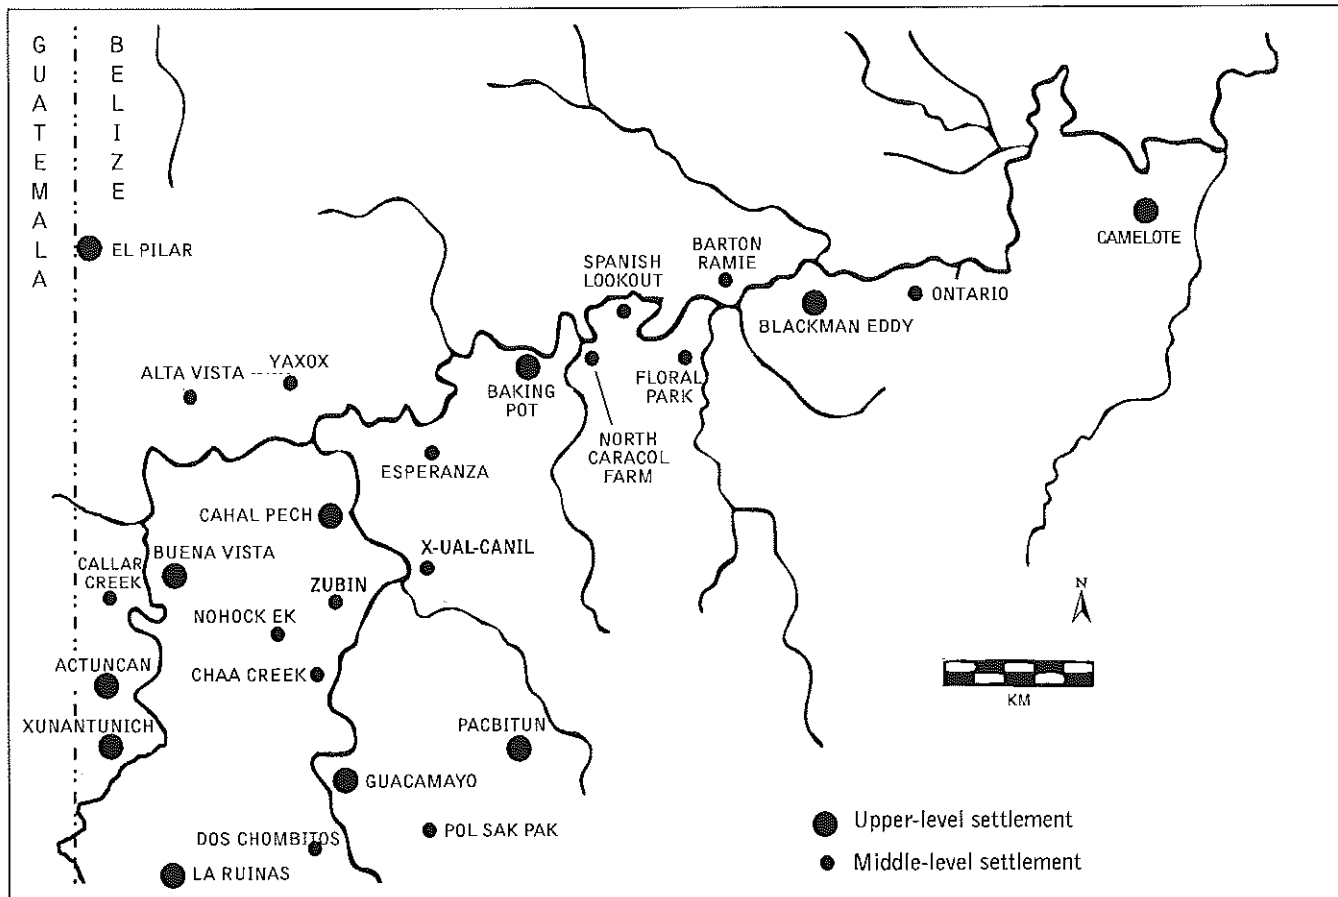 GUATEMALA
BELIZE
EL PILAR
ALTA VISTA
YAXOX
SPANISH
LOOKOUT
BARTON
RAMIE
CAMELOTE
ONTARIO
BLACKMAN EDDY
BAKING
POT
FLORAL
PARK
NORTH
CARACOL
FARM
ESPERANZA
CAHAL PECH
BUENA VISTA
CALLAR
CREEK
X-UAL-CANIL
ZUBIN
NOHOCK EK
CHAA CREEK
ACTUNCAN
XUNANTUNICH
PACBITUN
GUACAMAYO
POL SAK PAK
DOS CHOMBITOS
LA RUINAS
N
KM
Upper-level settlement
Middle-level settlement